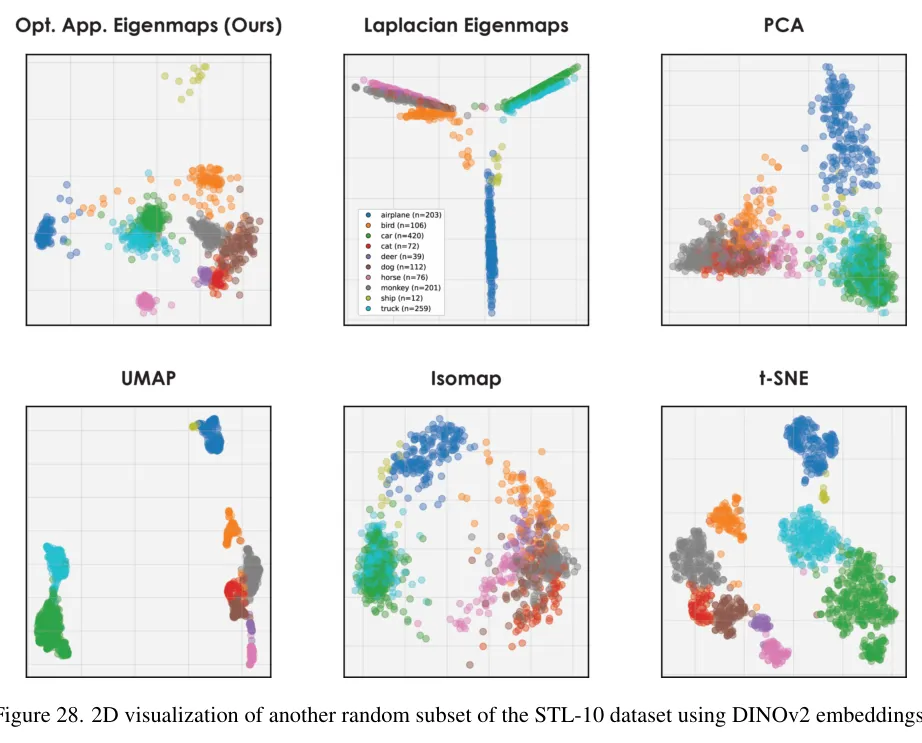 Opt. App. Eigenmaps (Ours)
Laplacian Eigenmaps
PCA
airplane (n=203)
bird (n=106)
car (n=420)
cat (n=72)
deer (n=39)
dog (n=112)
horse (n=76)
monkey (n=201)
ship (n=12)
truck (n=259)
UMAP
Isomap
t-SNE
Figure 28. 2D visualization of another random subset of the STL-10 dataset using DINOv2 embeddings